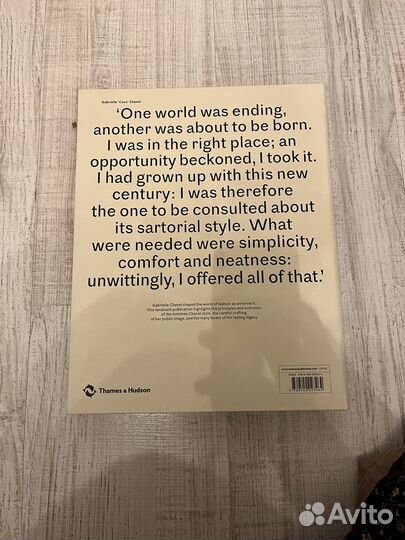 Gabrielle ‘Coco’ Chanel
‘One world was ending,
another was about to be born.
I was in the right place; an
opportunity beckoned, I took it.
I had grown up with this new
century: I was therefore
the one to be consulted about
its sartorial style. What
were needed were simplicity,
comfort and neatness:
unwittingly, I offered all of that.’
Gabrielle Chanel shaped the world of fashion as we know it.
This landmark publication highlights the principles and evolution
of the timeless Chanel style, the careful crafting
of her public image, and the many facets of her lasting legacy.
Thames & Hudson
www.thamesandhudson.com
Avito